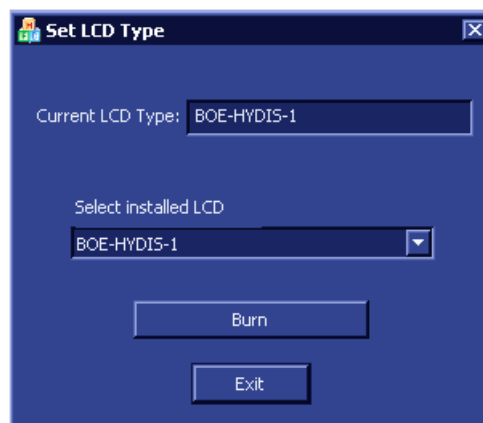 Set LCD Type
Current LCD Type: BOE-HYDIS-1
Select installed LCD
BOE-HYDIS-1
Burn
Exit